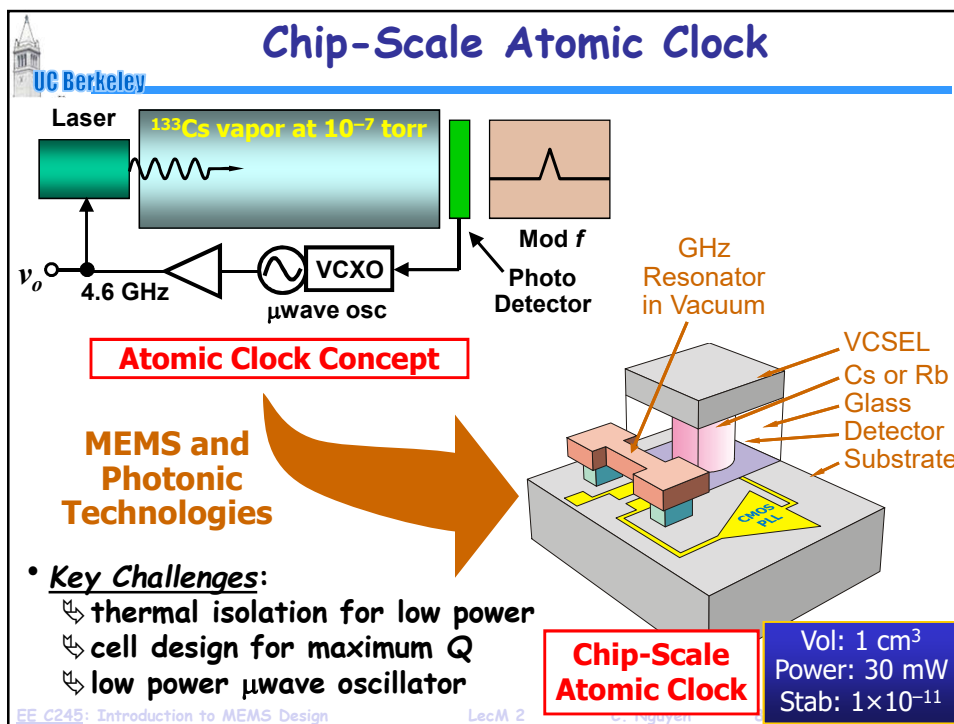 Chip-Scale Atomic Clock
UC Berkeley
Laser
¹³³Cs vapor at 10⁻⁷ torr
Mod f
Photo
Detector
VCXO
µwave osc
4.6 GHz
vₒ
Atomic Clock Concept
GHz
Resonator
in Vacuum
VCSEL
Cs or Rb
Glass
Detector
Substrate
CMOS
PLL
MEMS and
Photonic
Technologies
• Key Challenges:
↳ thermal isolation for low power
↳ cell design for maximum Q
↳ low power µwave oscillator
Chip-Scale
Atomic Clock
Vol: 1 cm³
Power: 30 mW
Stab: 1×10⁻¹¹
EE C245: Introduction to MEMS Design LecM 2 C. Nguyen